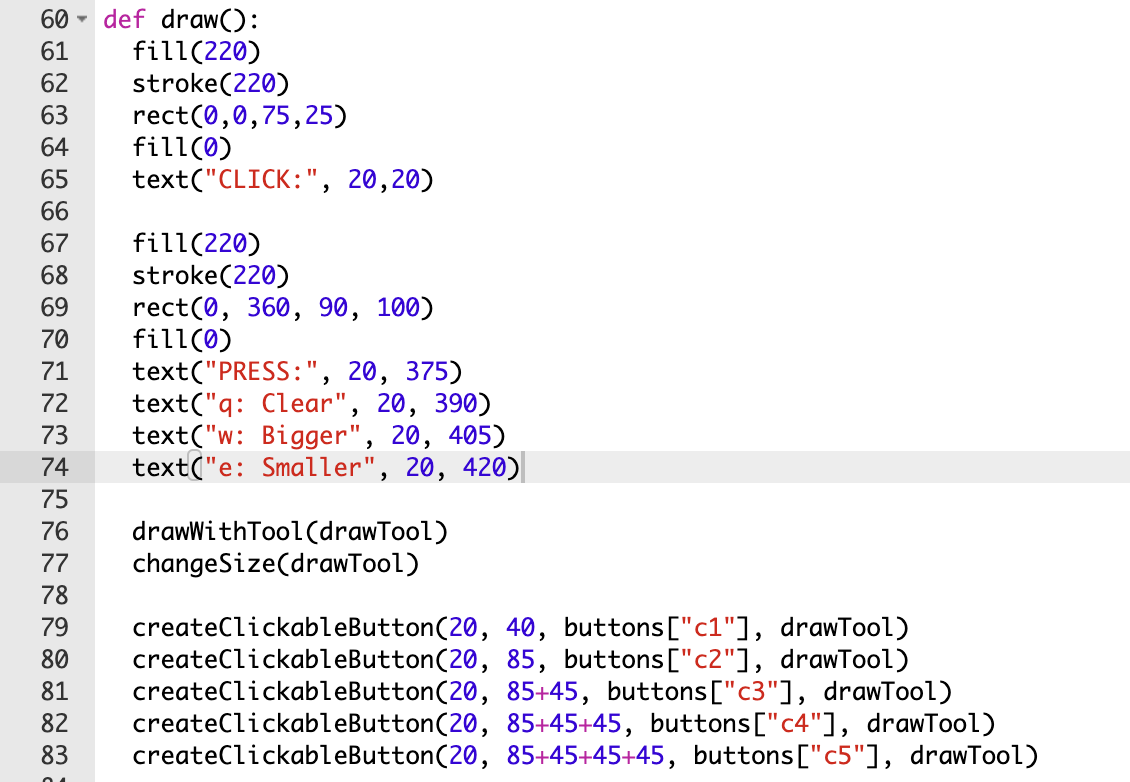 60 def draw():
61   fill(220)
62   stroke(220)
63   rect(0,0,75,25)
64   fill(0)
65   text("CLICK:", 20,20)
66
67   fill(220)
68   stroke(220)
69   rect(0, 360, 90, 100)
70   fill(0)
71   text("PRESS:", 20, 375)
72   text("q: Clear", 20, 390)
73   text("w: Bigger", 20, 405)
74   text("e: Smaller", 20, 420)
75
76   drawWithTool(drawTool)
77   changeSize(drawTool)
78
79   createClickableButton(20, 40, buttons["c1"], drawTool)
80   createClickableButton(20, 85, buttons["c2"], drawTool)
81   createClickableButton(20, 85+45, buttons["c3"], drawTool)
82   createClickableButton(20, 85+45+45, buttons["c4"], drawTool)
83   createClickableButton(20, 85+45+45+45, buttons["c5"], drawTool)